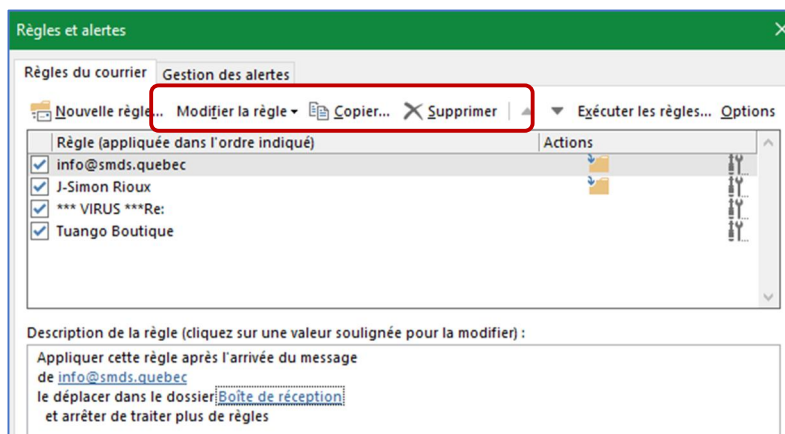 Règles et alertes
Règles du courrier Gestion des alertes
Nouvelle règle... Modifier la règle Copier... Supprimer Exécuter les règles... Options
Règle (appliquée dans l'ordre indiqué) Actions
info@smds.quebec
J-Simon Rioux
*** VIRUS ***Re:
Tuango Boutique
Description de la règle (cliquez sur une valeur soulignée pour la modifier) :
Appliquer cette règle après l'arrivée du message
de info@smds.quebec
le déplacer dans le dossier Boîte de réception
et arrêter de traiter plus de règles